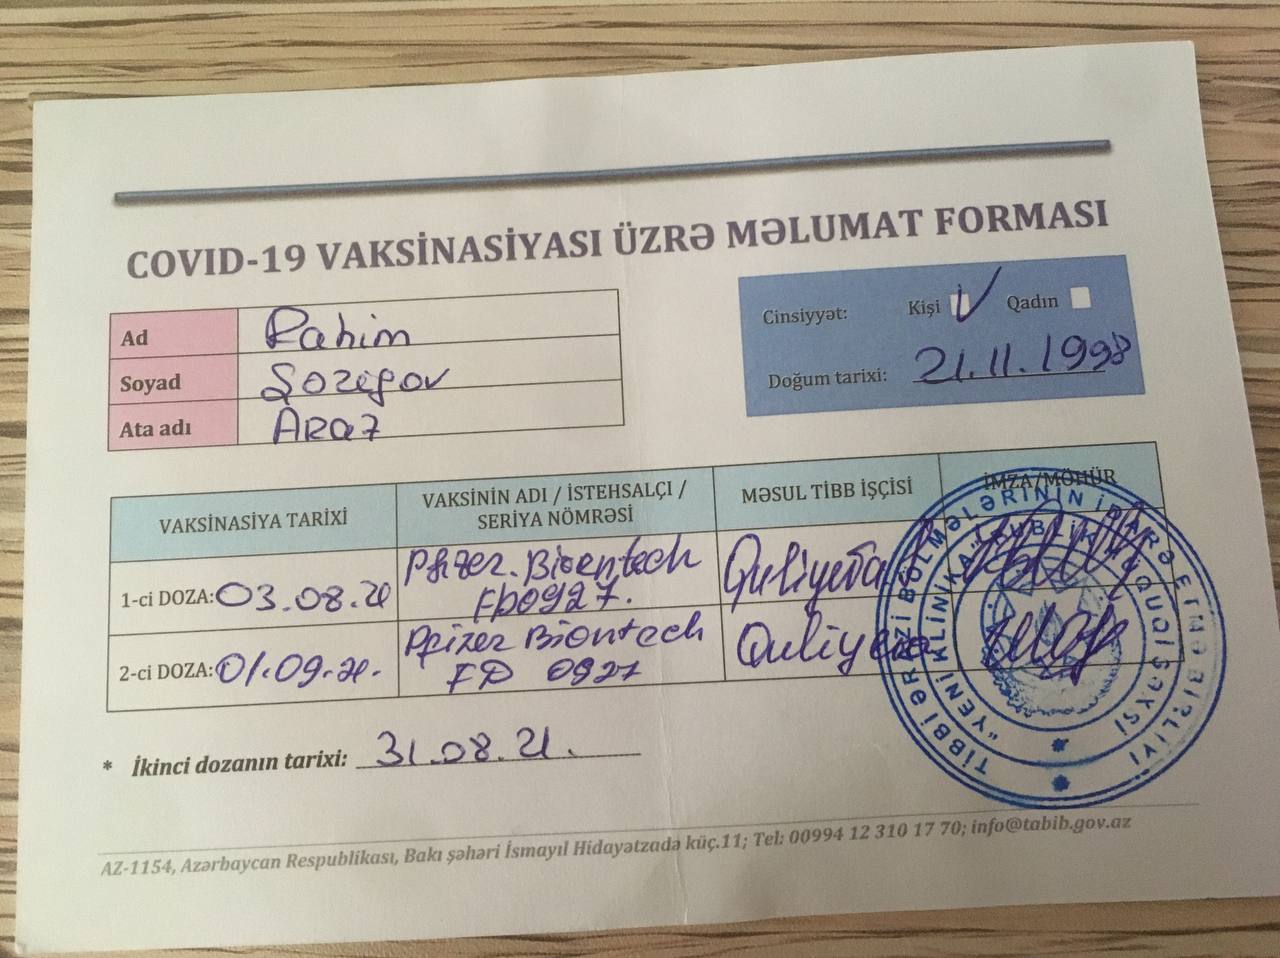 COVID-19 VAKSİNASİYASI ÜZRƏ MƏLUMAT FORMASI
Ad Rahim
Soyad
Ata adı Araz
Cinsiyyət: Kişi V Qadın
Doğum tarixi: 21.11.1998
VAKSİNASİYA TARİXİ
VAKSİNİN ADI / İSTEHSALÇI /
SERİYA NÖMRƏSİ
MƏSUL TİBB İŞÇİSİ
İMZA/MÖHÜR
1-ci DOZA: 03.08.21
Pfizer. Biontech
FD0927.
Quliyeva
2-ci DOZA: 01.09.21.
Pfizer Biontech
FD 0927
Quliyeva
TİBBİ ƏRAZİ BÖLMƏLƏRİNİN İDARƏETMƏ BİRLİYİ
"YENİ KLİNİKA" PUBLİK HÜQUQİ ŞƏXSİ
* İkinci dozanın tarixi: 31.08.21.
AZ-1154, Azərbaycan Respublikası, Bakı şəhəri İsmayıl Hidayətzadə küç.11; Tel: 00994 12 310 17 70; info@tabib.gov.az